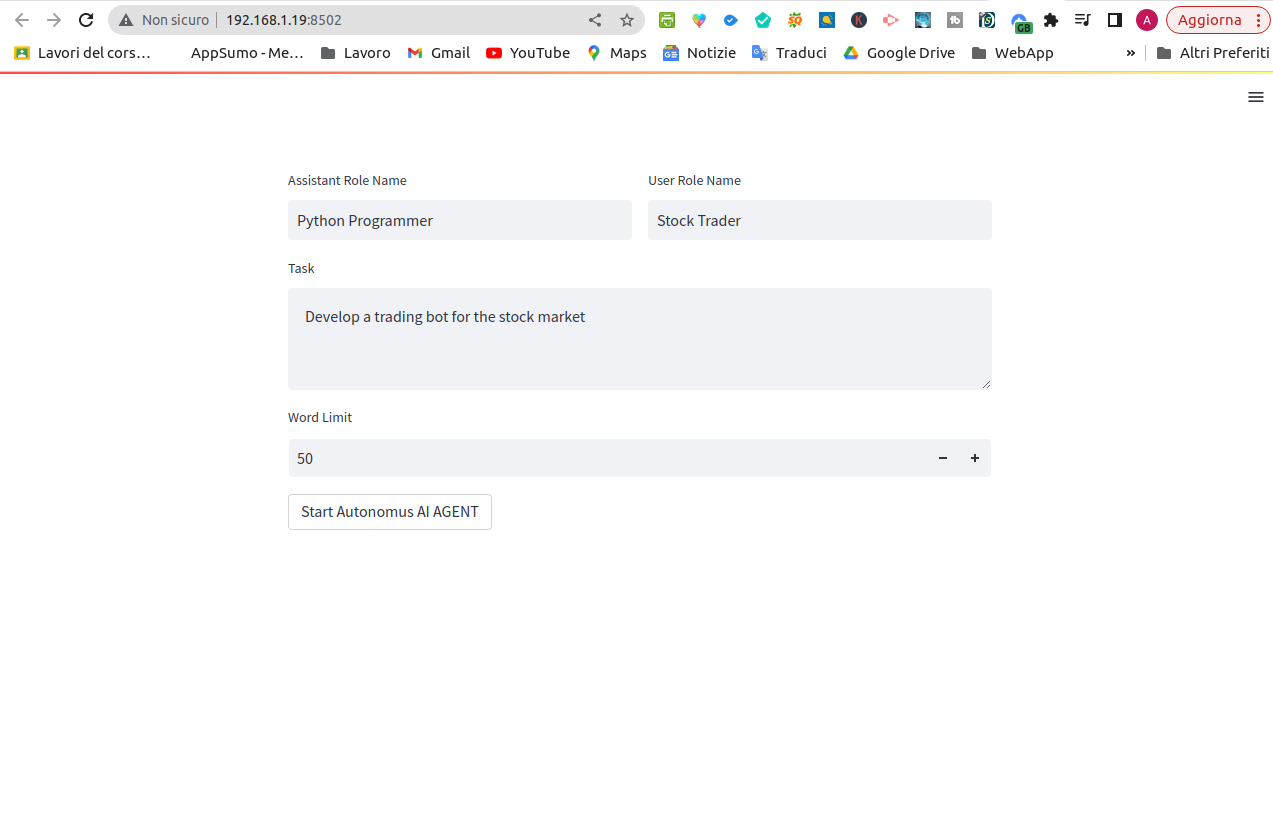 Non sicuro 192.168.1.19:8502 GB A Aggiorna
Lavori del cors… AppSumo - Me… Lavoro Gmail YouTube Maps Notizie Traduci Google Drive WebApp » Altri Preferiti
Assistant Role Name User Role Name
Python Programmer Stock Trader
Task
Develop a trading bot for the stock market
Word Limit
50 − +
Start Autonomus AI AGENT